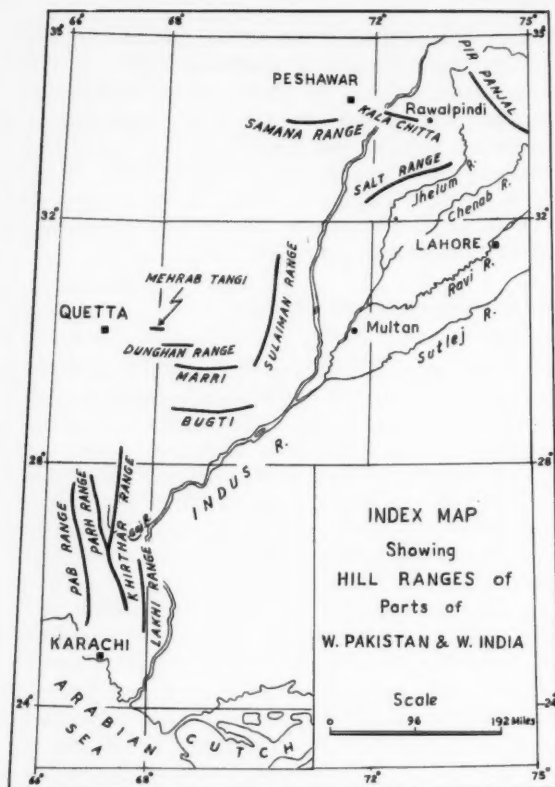 66° 68° 72° 75°
35° 35°
PESHAWAR
PIR PANJAL
Rawalpindi
KALA CHITTA
SAMANA RANGE
SALT RANGE
Jhelum R.
Chenab R.
32° 32°
LAHORE
MEHRAB TANGI
SULAIMAN RANGE
Ravi R.
QUETTA
Multan
DUNGHAN RANGE
Sutlej R.
MARRI
BUGTI
INDUS R.
28° 28°
PAB RANGE
PARH RANGE
KHIRTHAR RANGE
LAKHI RANGE
KARACHI
24° 24°
ARABIAN SEA
CUTCH
INDEX MAP
Showing
HILL RANGES of
Parts of
W. PAKISTAN & W. INDIA
Scale
0 96 192 Miles
66° 68° 72° 75°